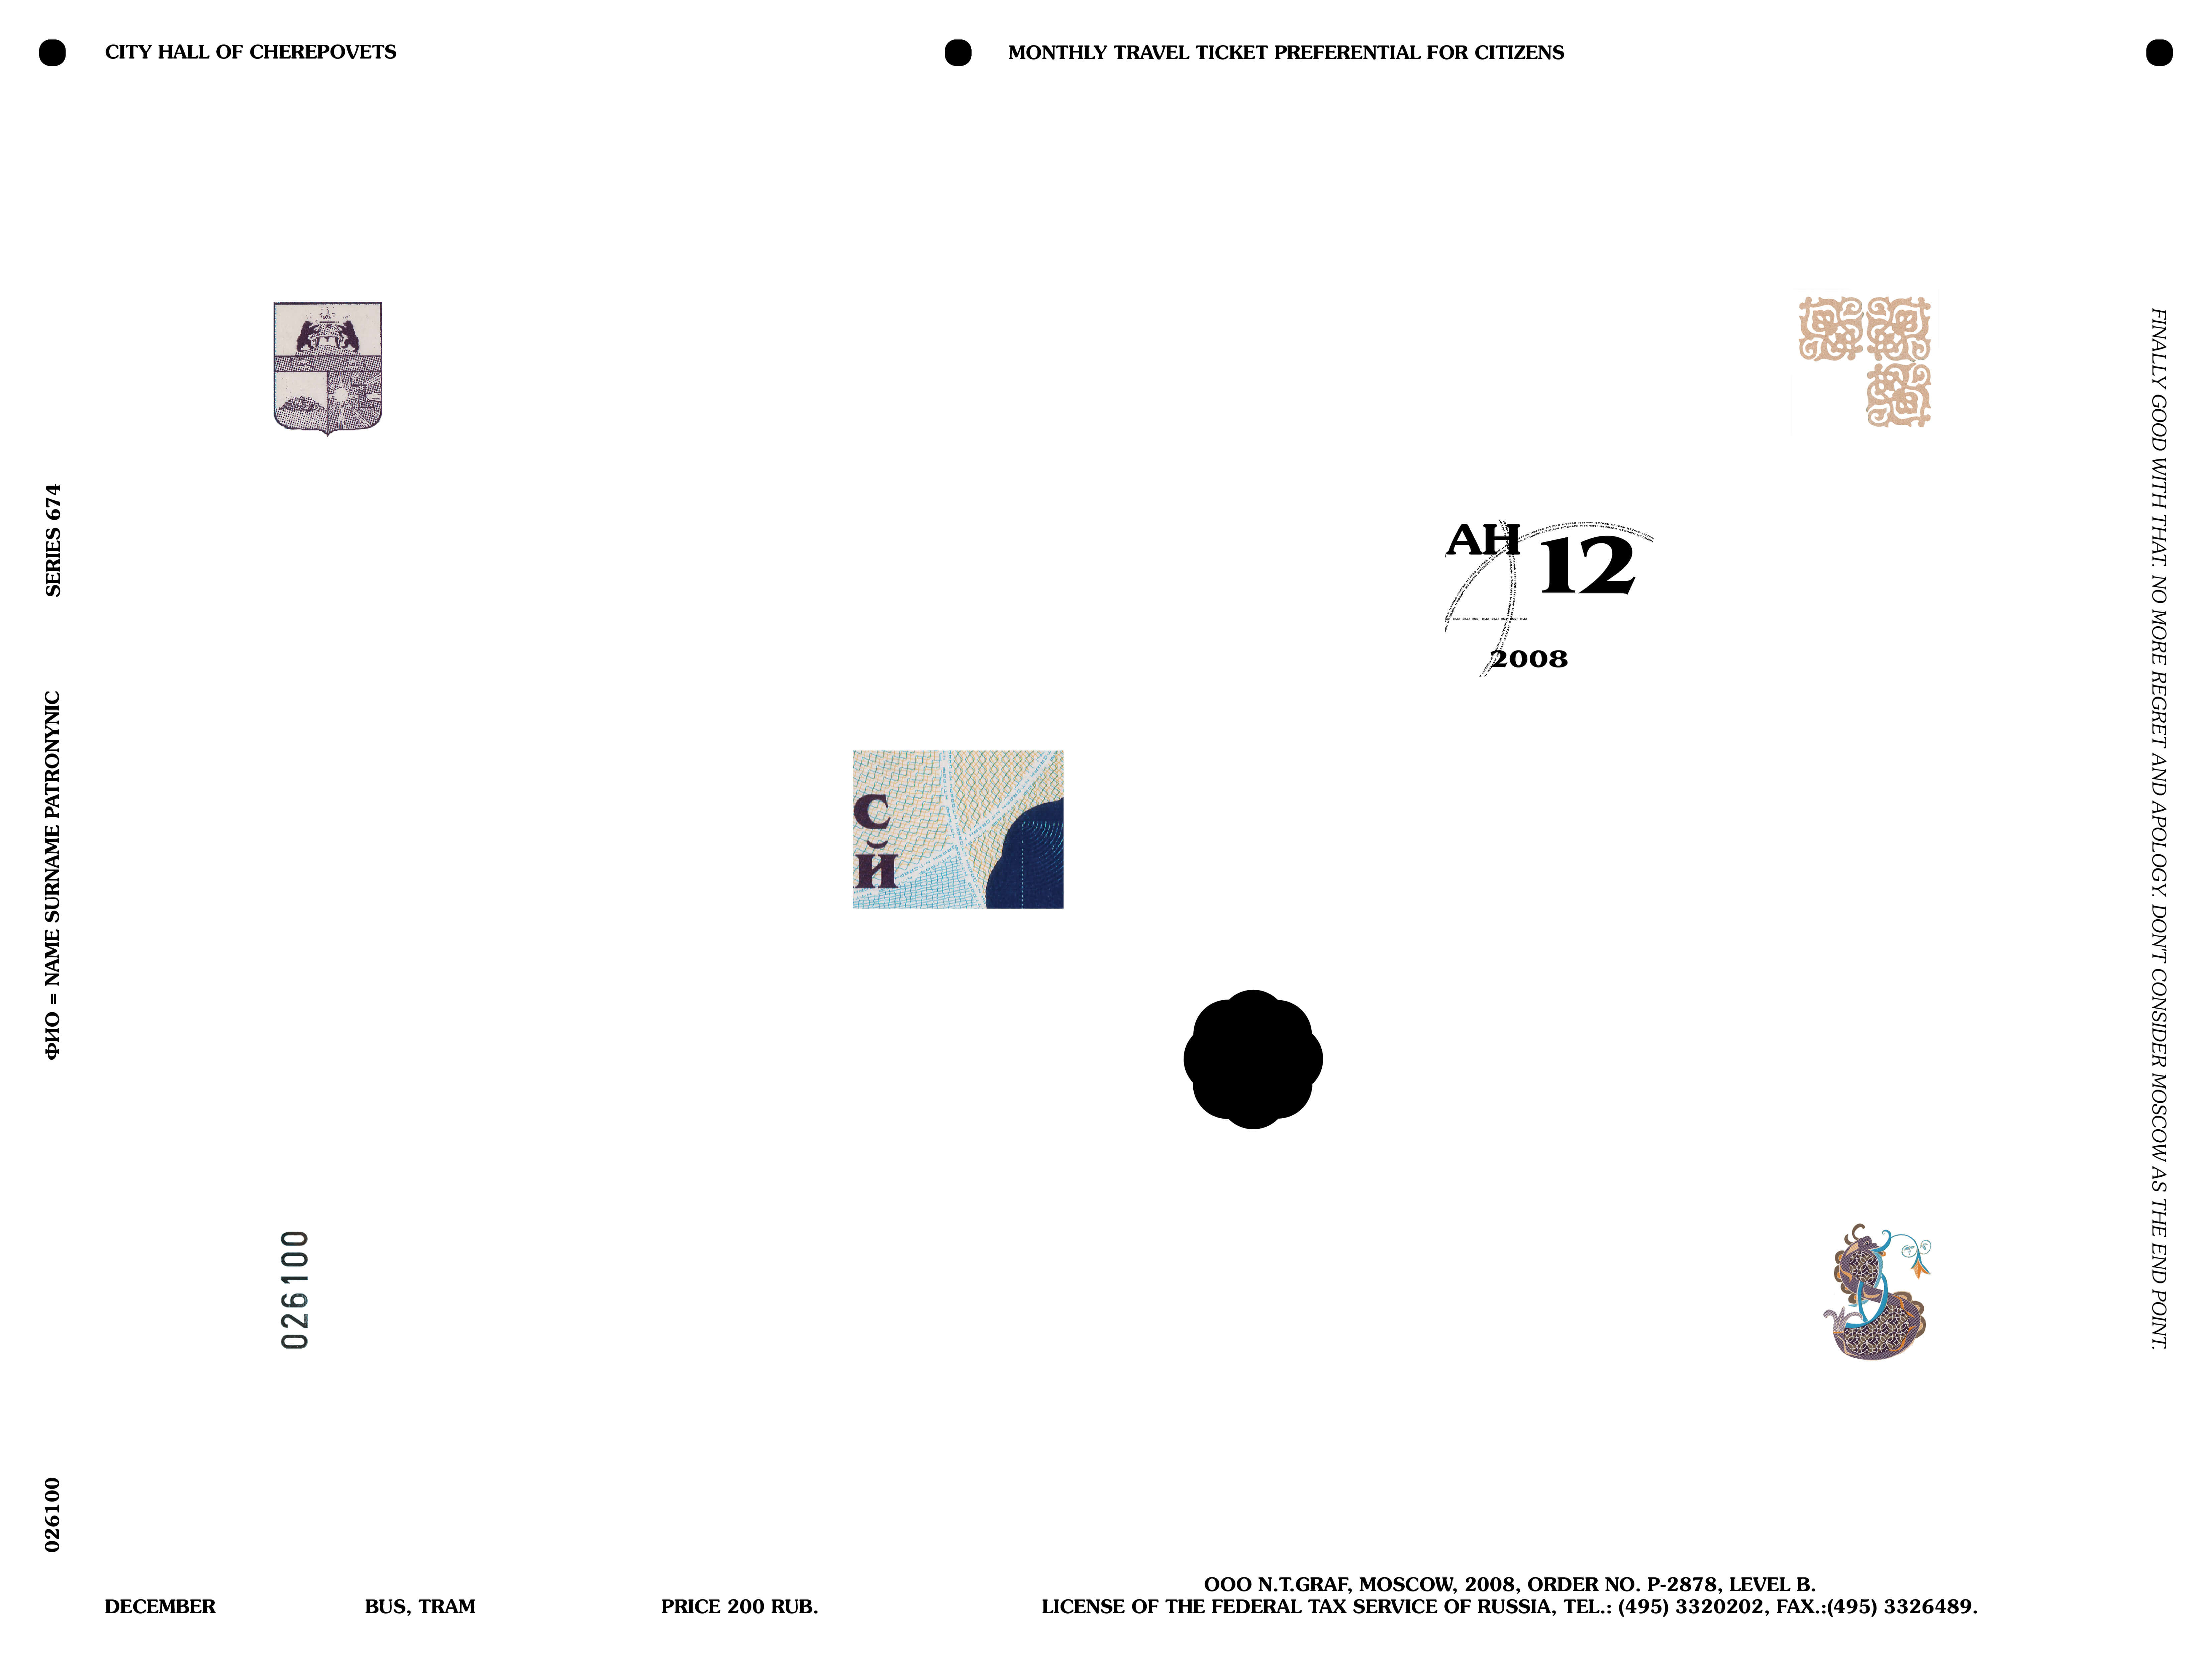 CITY HALL OF CHEREPOVETS
MONTHLY TRAVEL TICKET PREFERENTIAL FOR CITIZENS
SERIES 674
ФИО = NAME SURNAME PATRONYNIC
026100
026100
АН
12
2008
С
Й
FINALLY GOOD WITH THAT. NO MORE REGRET AND APOLOGY. DON'T CONSIDER MOSCOW AS THE END POINT.
DECEMBER
BUS, TRAM
PRICE 200 RUB.
OOO N.T.GRAF, MOSCOW, 2008, ORDER NO. P-2878, LEVEL B.
LICENSE OF THE FEDERAL TAX SERVICE OF RUSSIA, TEL.: (495) 3320202, FAX.:(495) 3326489.